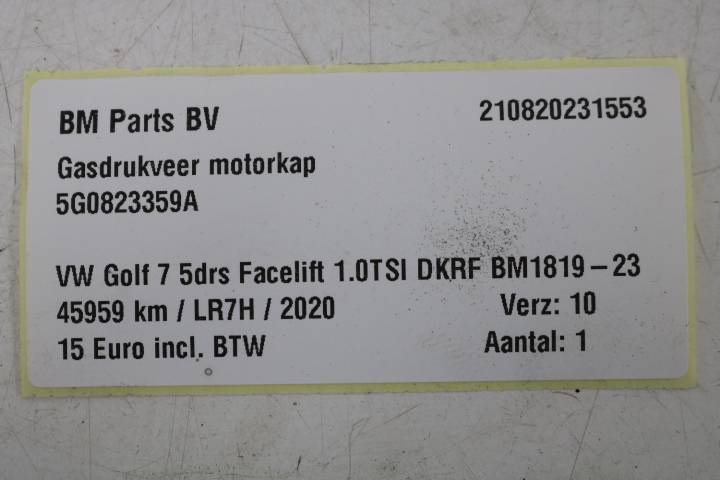 BM Parts BV 210820231553
Gasdrukveer motorkap
5G0823359A
VW Golf 7 5drs Facelift 1.0TSI DKRF BM1819-23
45959 km / LR7H / 2020 Verz: 10
15 Euro incl. BTW Aantal: 1